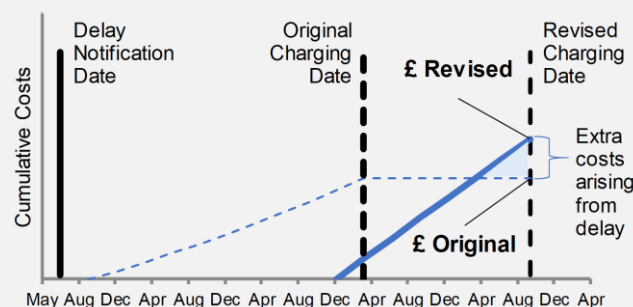 Delay
Notification
Date
Original
Charging
Date
Revised
Charging
Date
£ Revised
Extra
costs
arising
from
delay
£ Original
Cumulative Costs
May Aug Dec Apr Aug Dec Apr Aug Dec Apr Aug Dec Apr Aug Dec Apr